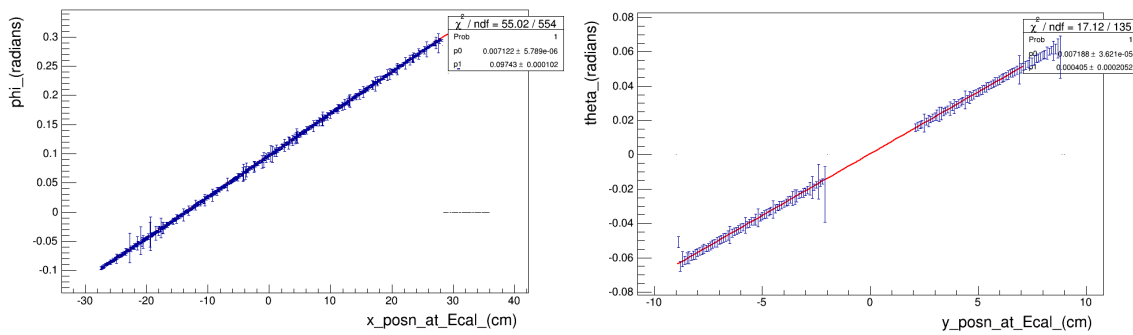 χ² / ndf = 55.02 / 554
Prob 1
p0 0.007122 ± 5.789e-06
p1 0.09743 ± 0.000102
phi_(radians)
0.3
0.25
0.2
0.15
0.1
0.05
0
-0.05
-0.1
-30 -20 -10 0 10 20 30 40
x_posn_at_Ecal_(cm)
χ² / ndf = 17.12 / 135
Prob 1
0.007188 ± 3.621e-05
0.000405 ± 0.0002052
theta_(radians)
0.08
0.06
0.04
0.02
0
-0.02
-0.04
-0.06
-0.08
-10 -5 0 5 10
y_posn_at_Ecal_(cm)